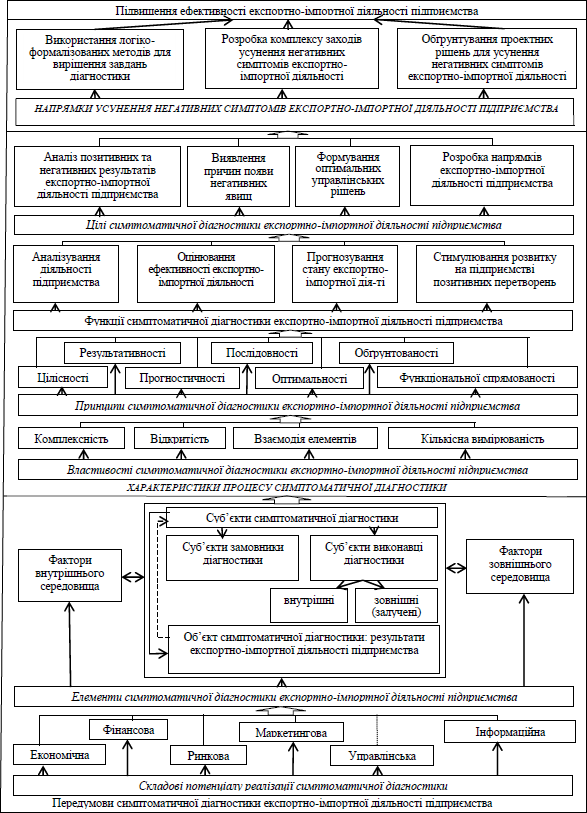 Підвишення ефективності експортно-імпортної діяльності підприємства
Використання логіко-
формалізованих методів для
вирішення завдань
діагностики
Розробка комплексу заходів
усунення негативних
симптомів експортно-
імпортної діяльності
Обґрунтування проектних
рішень для усунення
негативних симптомів
експортно-імпортної діяльності
НАПРЯМКИ УСУНЕННЯ НЕГАТИВНИХ СИМПТОМІВ ЕКСПОРТНО-ІМПОРТНОЇ ДІЯЛЬНОСТІ ПІДПРИЄМСТВА
Аналіз позитивних та
негативних результатів
експортно-імпортної
діяльності підприємства
Виявлення
причин появи
негативних
явищ
Формування
оптимальних
управлінських
рішень
Розробка напрямків
експортно-імпортної
діяльності підприємства
Цілі симптоматичної діагностики експортно-імпортної діяльності підприємства
Аналізування
діяльності
підприємства
Оцінювання
ефективності експортно-
імпортної діяльності
Прогнозування
стану експортно-
імпортної дія-ті
Стимулювання розвитку
на підприємстві
позитивних перетворень
Функції симптоматичної діагностики експортно-імпортної діяльності підприємства
Результативності
Послідовності
Обґрунтованості
Цілісності
Прогностичності
Оптимальності
Функціональної спрямованості
Принципи симптоматичної діагностики експортно-імпортної діяльності підприємства
Комплексність
Відкритість
Взаємодія елементів
Кількісна вимірюваність
Властивості симптоматичної діагностики експортно-імпортної діяльності підприємства
ХАРАКТЕРИСТИКИ ПРОЦЕСУ СИМПТОМАТИЧНОЇ ДІАГНОСТИКИ
Суб’єкти симптоматичної діагностики
Суб’єкти замовники
діагностики
Суб’єкти виконавці
діагностики
Фактори
внутрішнього
середовища
Фактори
зовнішнього
середовища
внутрішні
зовнішні
(залучені)
Об’єкт симптоматичної діагностики: результати
експортно-імпортної діяльності підприємства
Елементи симптоматичної діагностики експортно-імпортної діяльності підприємства
Фінансова
Маркетингова
Інформаційна
Економічна
Ринкова
Управлінська
Складові потенціалу реалізації симптоматичної діагностики
Передумови симптоматичної діагностики експортно-імпортної діяльності підприємства